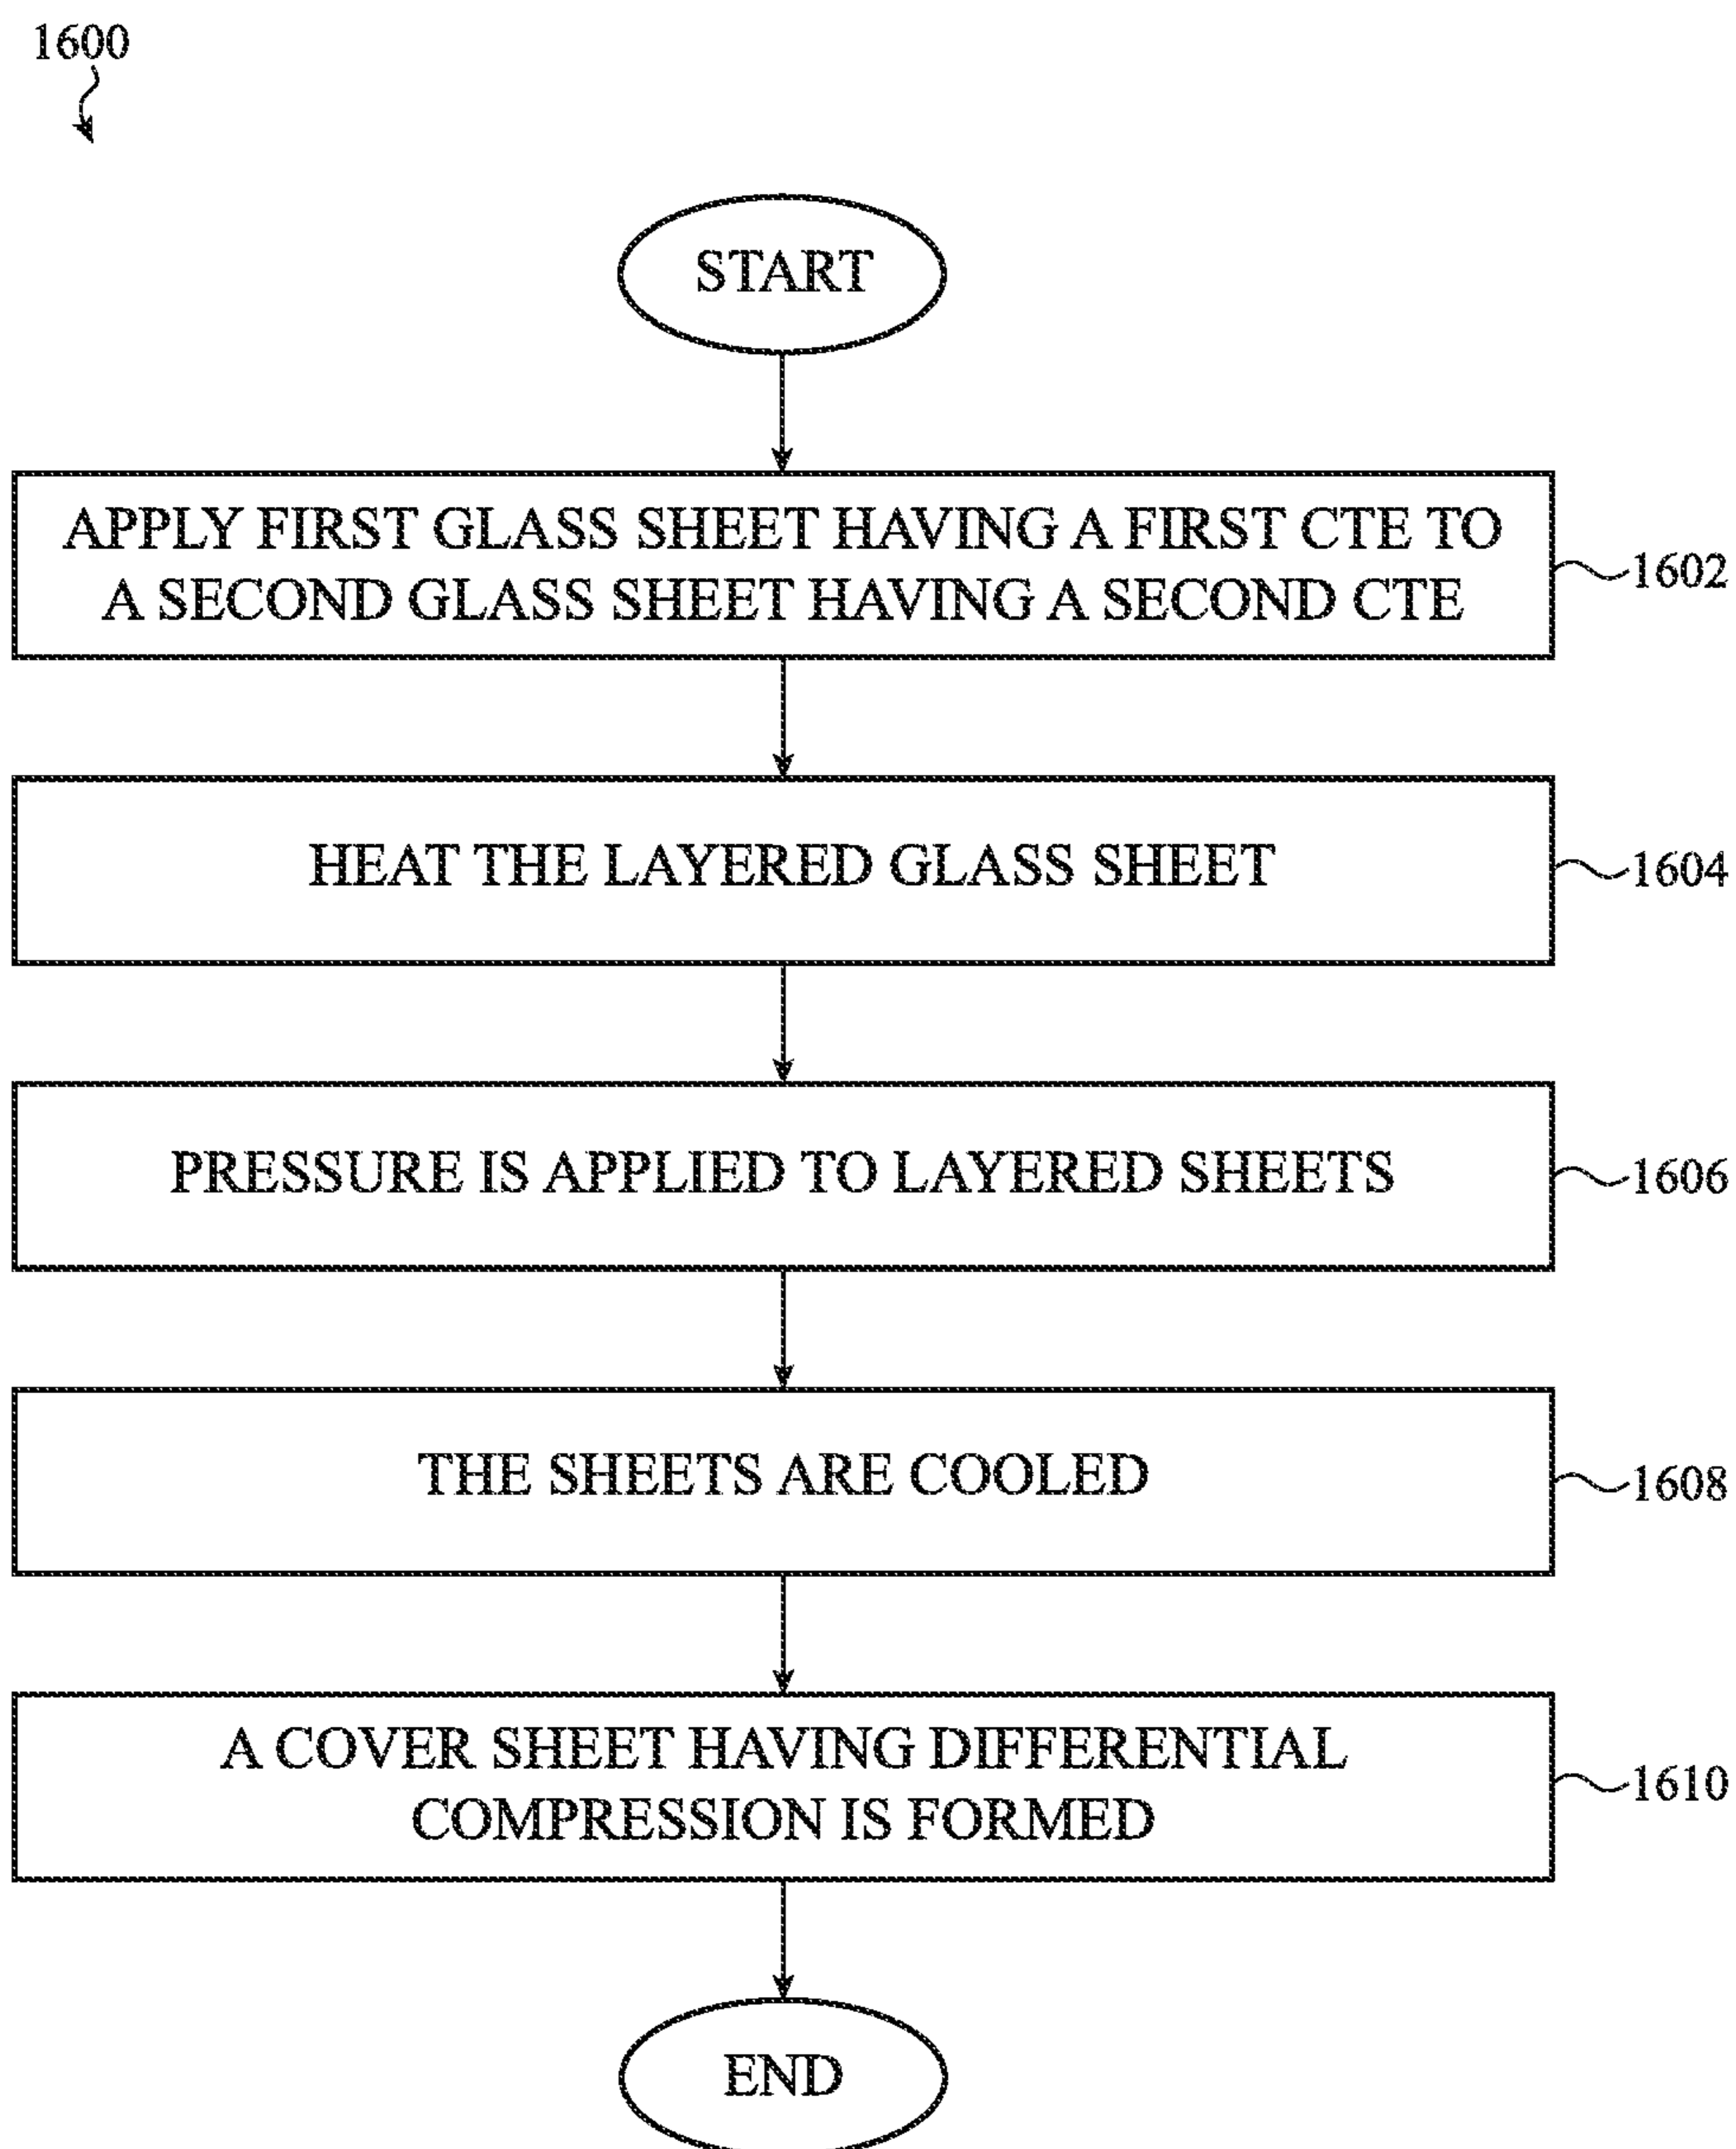 1600
START
APPLY FIRST GLASS SHEET HAVING A FIRST CTE TO
A SECOND GLASS SHEET HAVING A SECOND CTE
1602
HEAT THE LAYERED GLASS SHEET
1604
PRESSURE IS APPLIED TO LAYERED SHEETS
1606
THE SHEETS ARE COOLED
1608
A COVER SHEET HAVING DIFFERENTIAL
COMPRESSION IS FORMED
1610
END